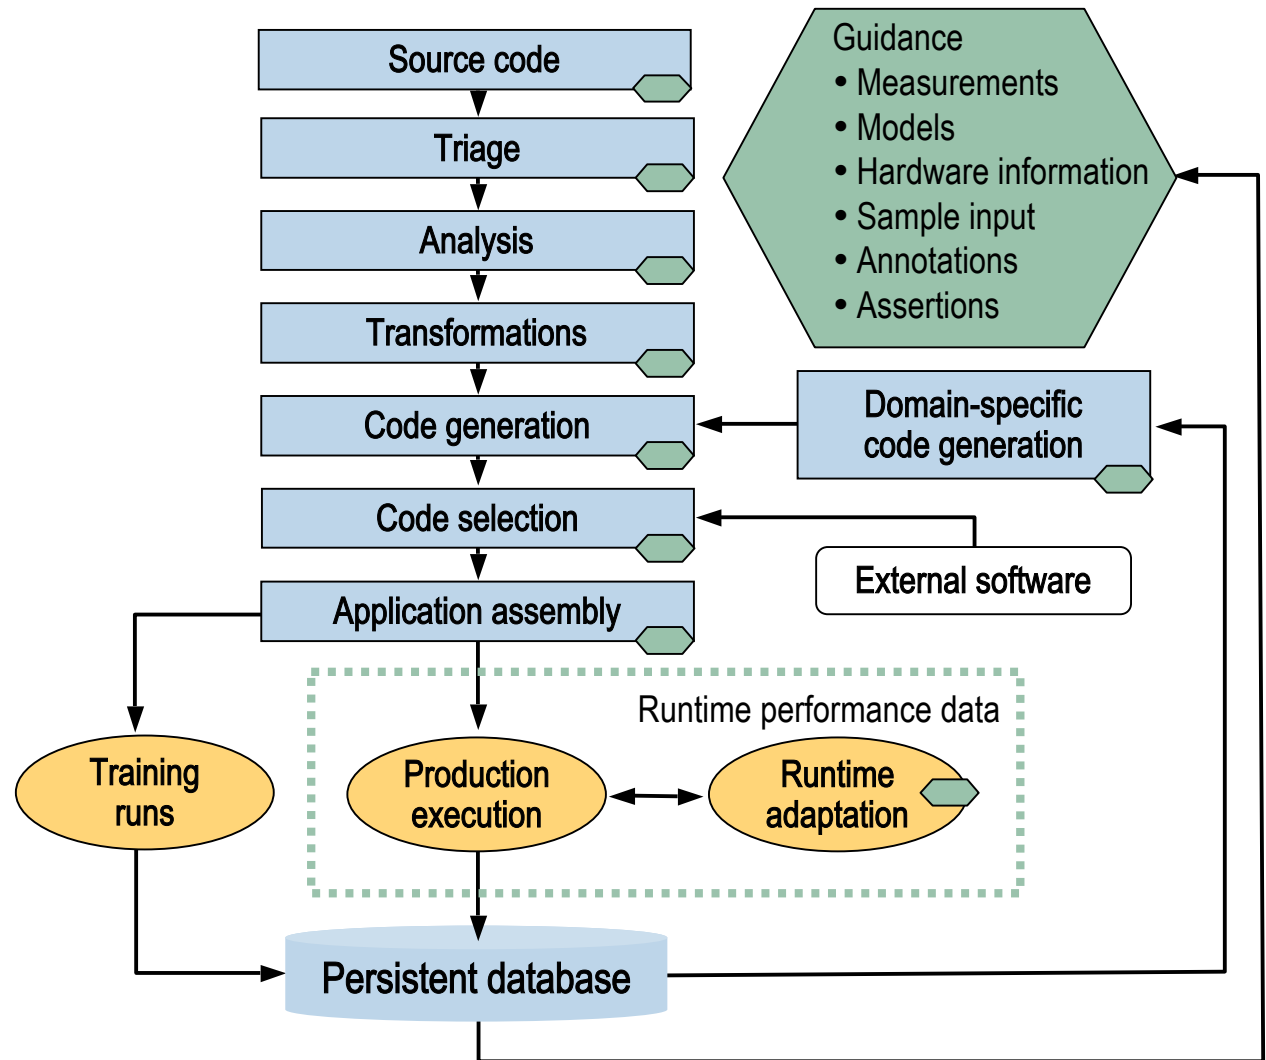 Source code
Triage
Analysis
Transformations
Code generation
Code selection
Application assembly
Guidance
• Measurements
• Models
• Hardware information
• Sample input
• Annotations
• Assertions
Domain-specific
code generation
External software
Runtime performance data
Training
runs
Production
execution
Runtime
adaptation
Persistent database